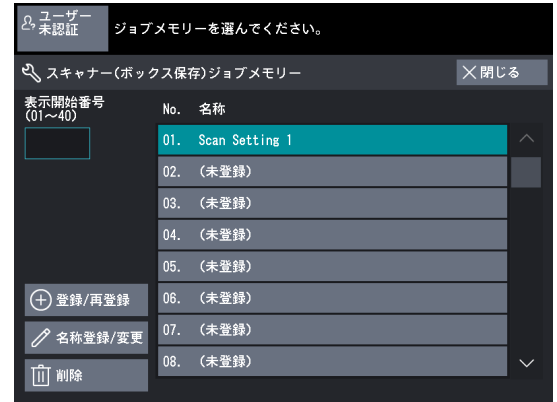 ユーザー
未認証
ジョブメモリーを選んでください。
スキャナー(ボックス保存)ジョブメモリー
閉じる
表示開始番号
(01～40)
No. 名称
01. Scan Setting 1
02. (未登録)
03. (未登録)
04. (未登録)
05. (未登録)
06. (未登録)
07. (未登録)
08. (未登録)
登録/再登録
名称登録/変更
削除